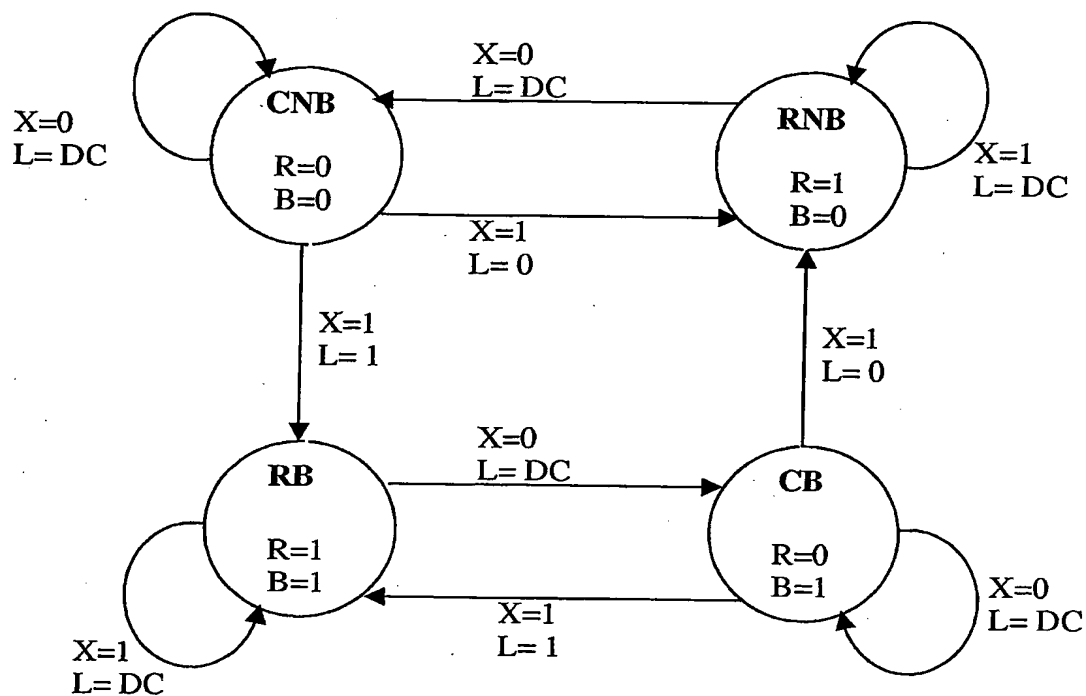 X=0
L= DC
CNB
R=0
B=0
X=0
L= DC
RNB
R=1
B=0
X=1
L= DC
X=1
L= 0
X=1
L= 1
X=1
L= 0
RB
R=1
B=1
X=0
L= DC
CB
R=0
B=1
X=1
L= 1
X=0
L= DC
X=1
L= DC